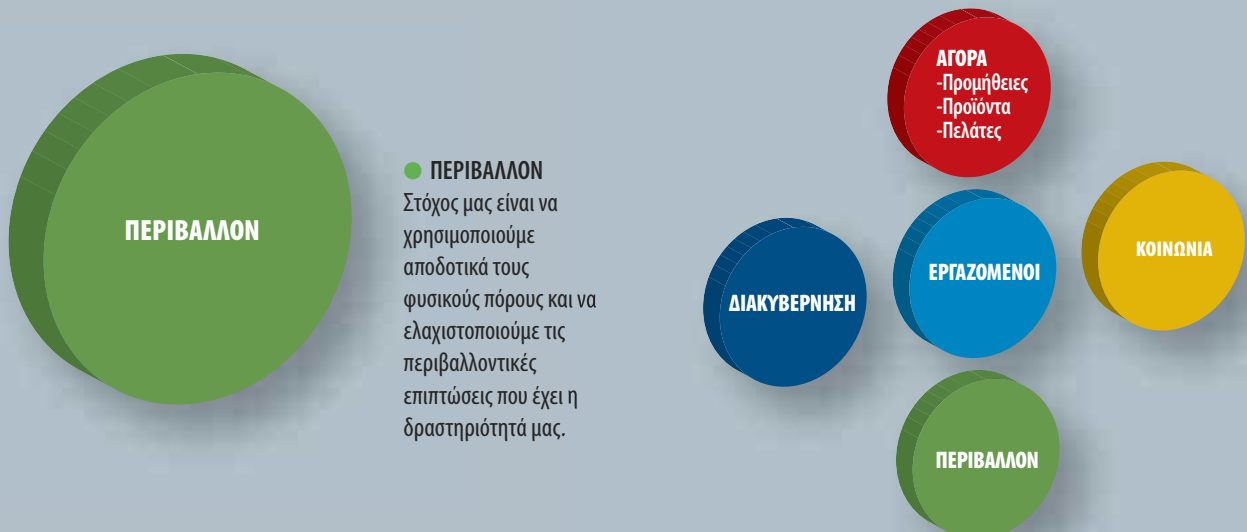 ΠΕΡΙΒΑΛΛΟΝ
● ΠΕΡΙΒΑΛΛΟΝ
Στόχος μας είναι να
χρησιμοποιούμε
αποδοτικά τους
φυσικούς πόρους και να
ελαχιστοποιούμε τις
περιβαλλοντικές
επιπτώσεις που έχει η
δραστηριότητά μας.
ΑΓΟΡΑ
-Προμήθειες
-Προϊόντα
-Πελάτες
ΔΙΑΚΥΒΕΡΝΗΣΗ
ΕΡΓΑΖΟΜΕΝΟΙ
ΚΟΙΝΩΝΙΑ
ΠΕΡΙΒΑΛΛΟΝ